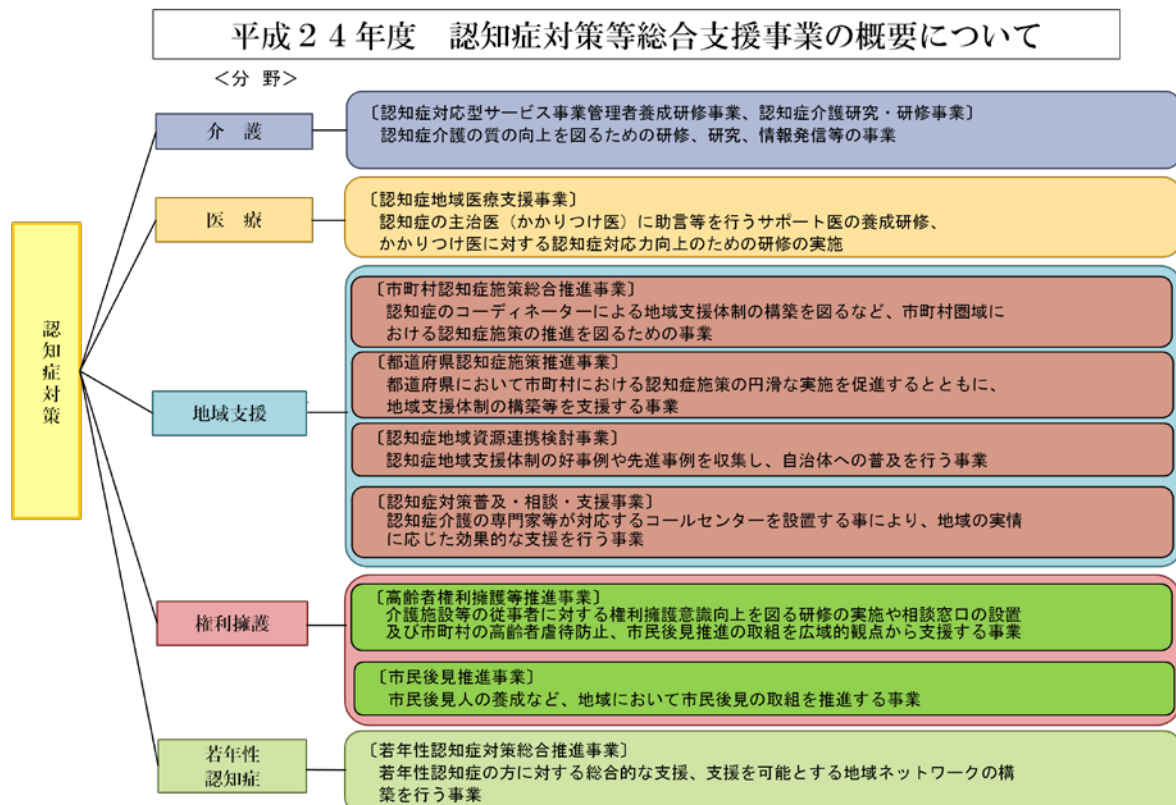 平成２４年度　認知症対策等総合支援事業の概要について
＜分　野＞
認知症対策
介　護
〔認知症対応型サービス事業管理者養成研修事業、認知症介護研究・研修事業〕
認知症介護の質の向上を図るための研修、研究、情報発信等の事業
医　療
〔認知症地域医療支援事業〕
認知症の主治医（かかりつけ医）に助言等を行うサポート医の養成研修、
かかりつけ医に対する認知症対応力向上のための研修の実施
地域支援
〔市町村認知症施策総合推進事業〕
認知症のコーディネーターによる地域支援体制の構築を図るなど、市町村圏域に
おける認知症施策の推進を図るための事業
〔都道府県認知症施策推進事業〕
都道府県において市町村における認知症施策の円滑な実施を促進するとともに、
地域支援体制の構築等を支援する事業
〔認知症地域資源連携検討事業〕
認知症地域支援体制の好事例や先進事例を収集し、自治体への普及を行う事業
〔認知症対策普及・相談・支援事業〕
認知症介護の専門家等が対応するコールセンターを設置する事により、地域の実情
に応じた効果的な支援を行う事業
権利擁護
〔高齢者権利擁護等推進事業〕
介護施設等の従事者に対する権利擁護意識向上を図る研修の実施や相談窓口の設置
及び市町村の高齢者虐待防止、市民後見推進の取組を広域的観点から支援する事業
〔市民後見推進事業〕
市民後見人の養成など、地域において市民後見の取組を推進する事業
若年性
認知症
〔若年性認知症対策総合推進事業〕
若年性認知症の方に対する総合的な支援、支援を可能とする地域ネットワークの構
築を行う事業